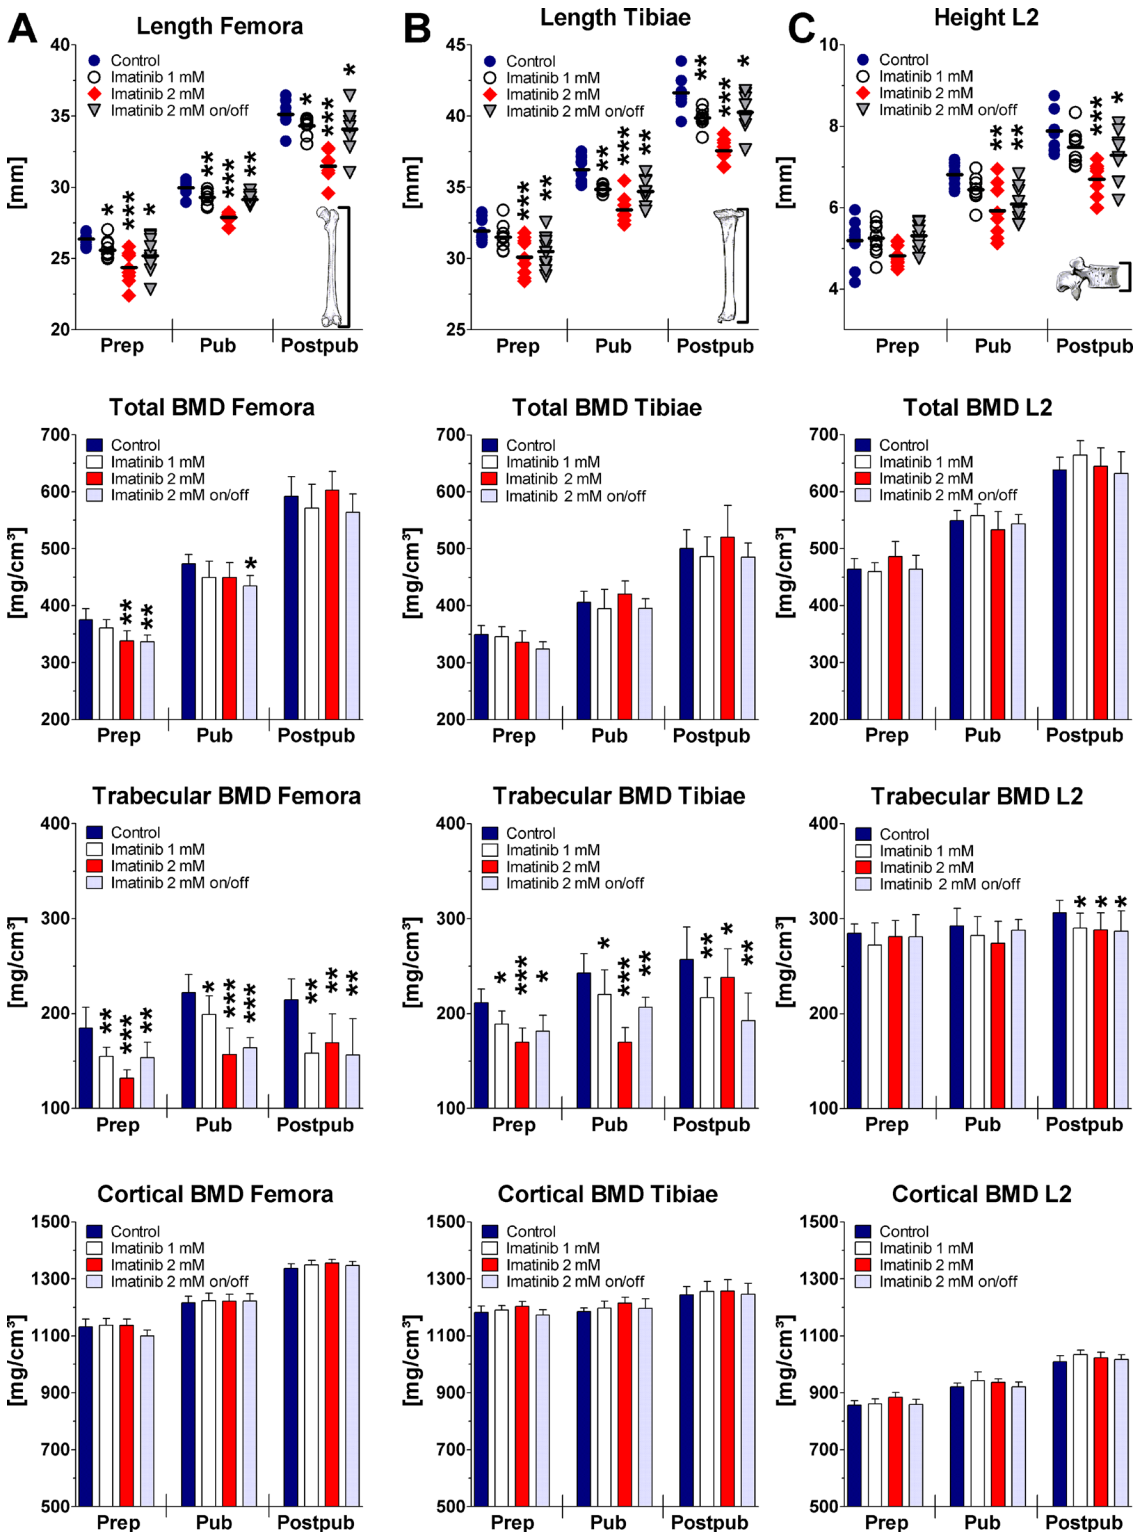 A
Length Femora
40
35
30
25
20
[mm]
Control
Imatinib 1 mM
Imatinib 2 mM
Imatinib 2 mM on/off
*
***
*
**
***
**
*
***
*
Prep
Pub
Postpub
B
Length Tibiae
45
40
35
30
25
[mm]
Control
Imatinib 1 mM
Imatinib 2 mM
Imatinib 2 mM on/off
***
**
**
***
**
**
***
*
Prep
Pub
Postpub
C
Height L2
10
8
6
4
[mm]
Control
Imatinib 1 mM
Imatinib 2 mM
Imatinib 2 mM on/off
**
**
***
*
Prep
Pub
Postpub
Total BMD Femora
700
600
500
400
300
200
[mg/cm³]
Control
Imatinib 1 mM
Imatinib 2 mM
Imatinib 2 mM on/off
**
**
*
Prep
Pub
Postpub
Total BMD Tibiae
700
600
500
400
300
200
[mg/cm³]
Control
Imatinib 1 mM
Imatinib 2 mM
Imatinib 2 mM on/off
Prep
Pub
Postpub
Total BMD L2
700
600
500
400
300
200
[mg/cm³]
Control
Imatinib 1 mM
Imatinib 2 mM
Imatinib 2 mM on/off
Prep
Pub
Postpub
Trabecular BMD Femora
400
300
200
100
[mg/cm³]
Control
Imatinib 1 mM
Imatinib 2 mM
Imatinib 2 mM on/off
**
***
**
*
***
***
**
**
**
Prep
Pub
Postpub
Trabecular BMD Tibiae
400
300
200
100
[mg/cm³]
Control
Imatinib 1 mM
Imatinib 2 mM
Imatinib 2 mM on/off
*
***
*
*
***
**
**
*
**
Prep
Pub
Postpub
Trabecular BMD L2
400
300
200
100
[mg/cm³]
Control
Imatinib 1 mM
Imatinib 2 mM
Imatinib 2 mM on/off
*
*
*
Prep
Pub
Postpub
Cortical BMD Femora
1500
1300
1100
900
700
500
[mg/cm³]
Control
Imatinib 1 mM
Imatinib 2 mM
Imatinib 2 mM on/off
Prep
Pub
Postpub
Cortical BMD Tibiae
1500
1300
1100
900
700
500
[mg/cm³]
Control
Imatinib 1 mM
Imatinib 2 mM
Imatinib 2 mM on/off
Prep
Pub
Postpub
Cortical BMD L2
1500
1300
1100
900
700
500
[mg/cm³]
Control
Imatinib 1 mM
Imatinib 2 mM
Imatinib 2 mM on/off
Prep
Pub
Postpub